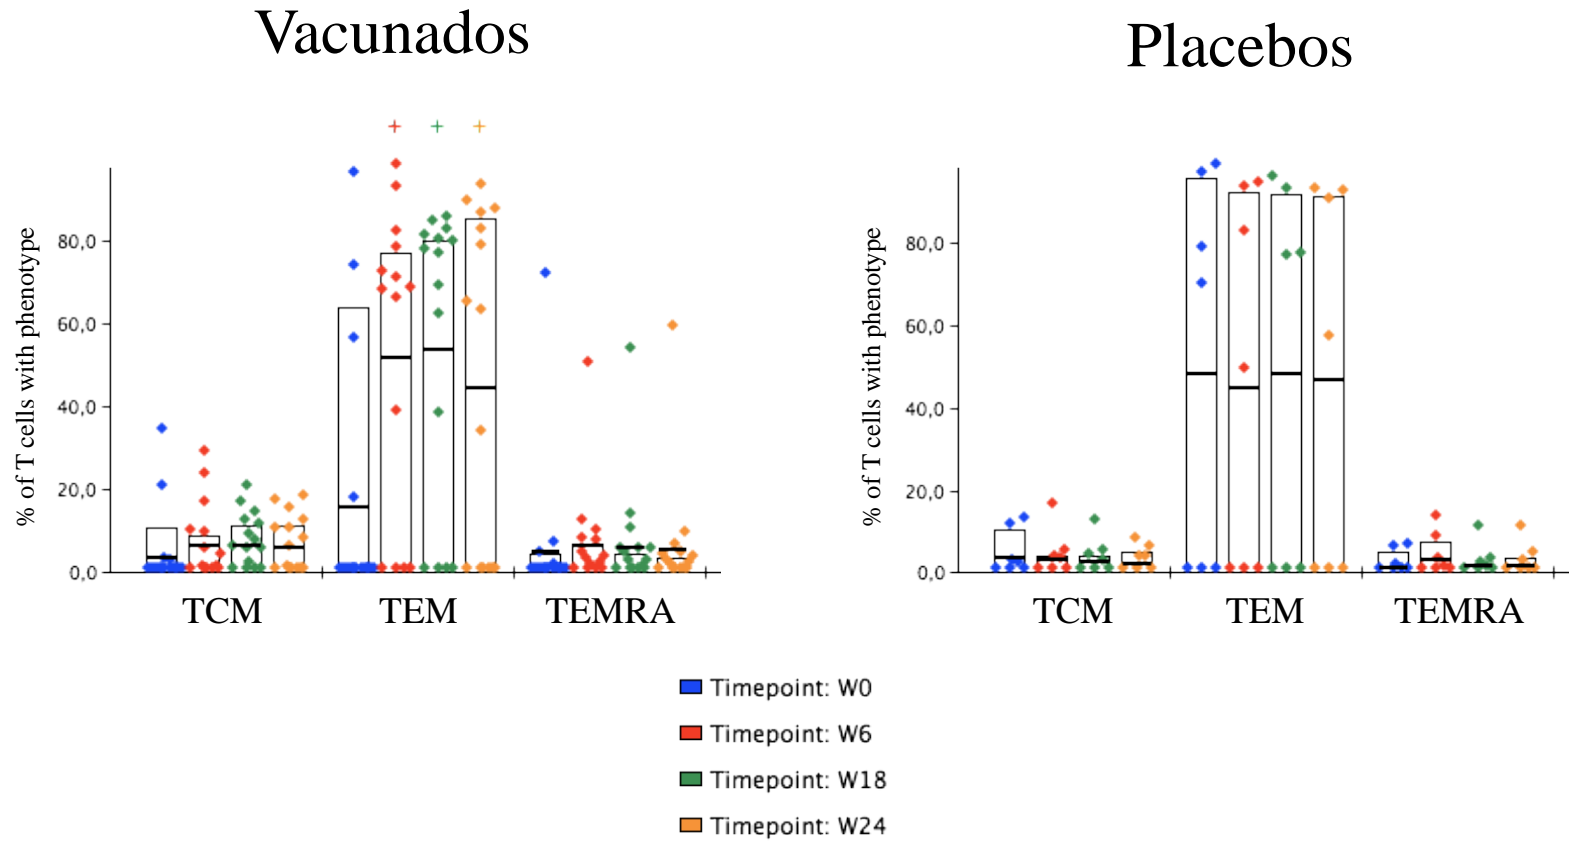 Vacunados
Placebos
+ + +
% of T cells with phenotype
80,0
60,0
40,0
20,0
0,0
TCM TEM TEMRA
% of T cells with phenotype
80,0
60,0
40,0
20,0
0,0
TCM TEM TEMRA
Timepoint: W0
Timepoint: W6
Timepoint: W18
Timepoint: W24